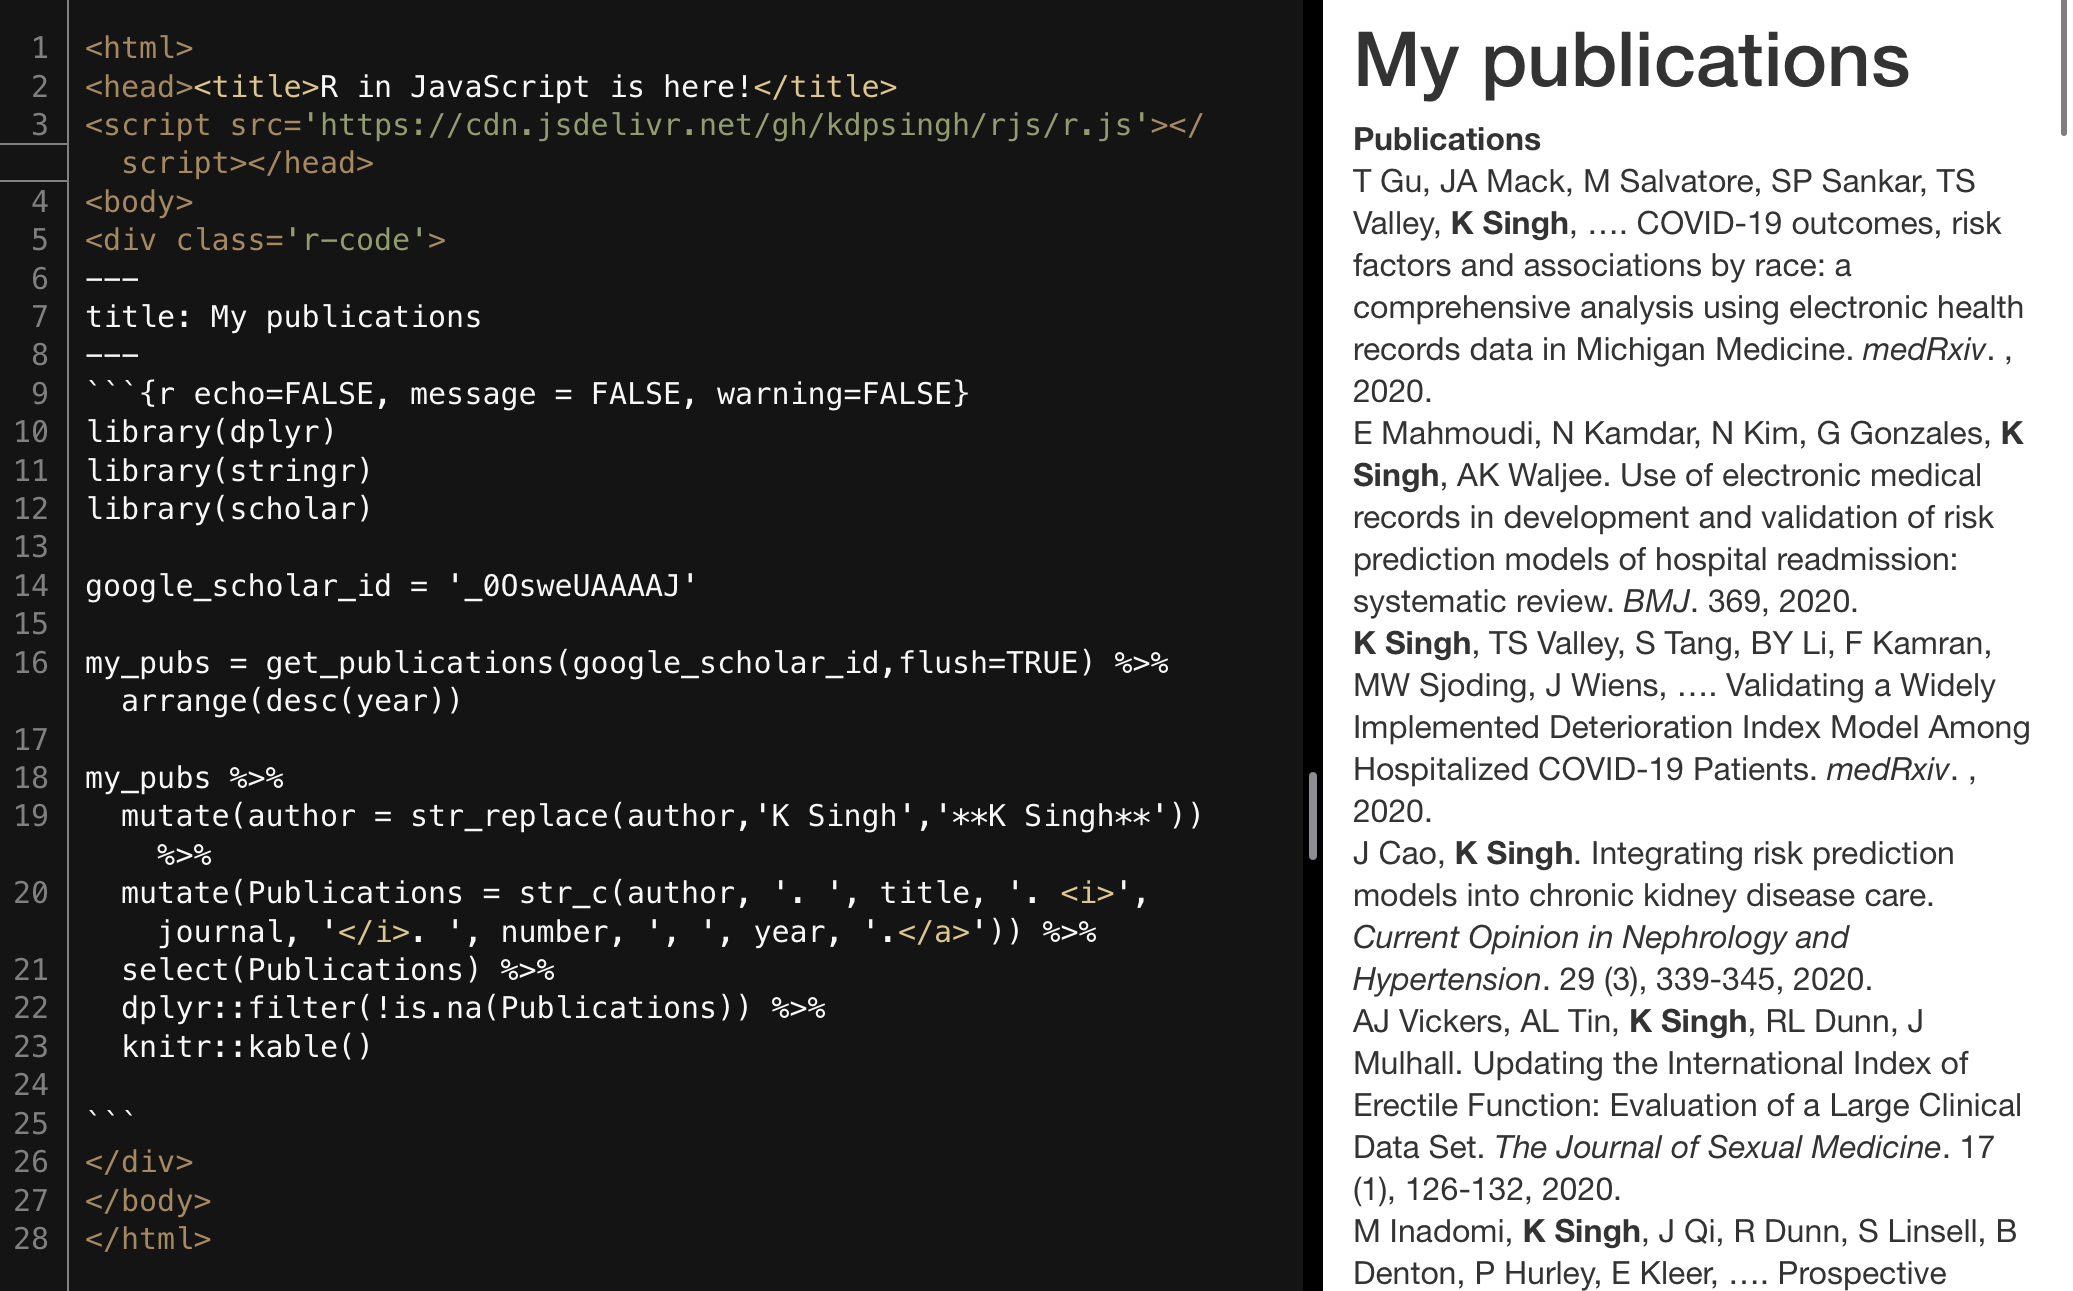 1 <html>
2 <head><title>R in JavaScript is here!</title>
3 <script src='https://cdn.jsdelivr.net/gh/kdpsingh/rjs/r.js'></
script></head>
4 <body>
5 <div class='r-code'>
6 ---
7 title: My publications
8 ---
9 ```{r echo=FALSE, message = FALSE, warning=FALSE}
10 library(dplyr)
11 library(stringr)
12 library(scholar)
13
14 google_scholar_id = '_0OsweUAAAAJ'
15
16 my_pubs = get_publications(google_scholar_id,flush=TRUE) %>%
arrange(desc(year))
17
18 my_pubs %>%
19 mutate(author = str_replace(author,'K Singh','**K Singh**'))
%>%
20 mutate(Publications = str_c(author, '. ', title, '. <i>',
journal, '</i>. ', number, ', ', year, '.</a>')) %>%
21 select(Publications) %>%
22 dplyr::filter(!is.na(Publications)) %>%
23 knitr::kable()
24
25 ```
26 </div>
27 </body>
28 </html>
My publications
Publications
T Gu, JA Mack, M Salvatore, SP Sankar, TS
Valley, K Singh, .... COVID-19 outcomes, risk
factors and associations by race: a
comprehensive analysis using electronic health
records data in Michigan Medicine. medRxiv. ,
2020.
E Mahmoudi, N Kamdar, N Kim, G Gonzales, K
Singh, AK Waljee. Use of electronic medical
records in development and validation of risk
prediction models of hospital readmission:
systematic review. BMJ. 369, 2020.
K Singh, TS Valley, S Tang, BY Li, F Kamran,
MW Sjoding, J Wiens, .... Validating a Widely
Implemented Deterioration Index Model Among
Hospitalized COVID-19 Patients. medRxiv. ,
2020.
J Cao, K Singh. Integrating risk prediction
models into chronic kidney disease care.
Current Opinion in Nephrology and
Hypertension. 29 (3), 339-345, 2020.
AJ Vickers, AL Tin, K Singh, RL Dunn, J
Mulhall. Updating the International Index of
Erectile Function: Evaluation of a Large Clinical
Data Set. The Journal of Sexual Medicine. 17
(1), 126-132, 2020.
M Inadomi, K Singh, J Qi, R Dunn, S Linsell, B
Denton, P Hurley, E Kleer, .... Prospective